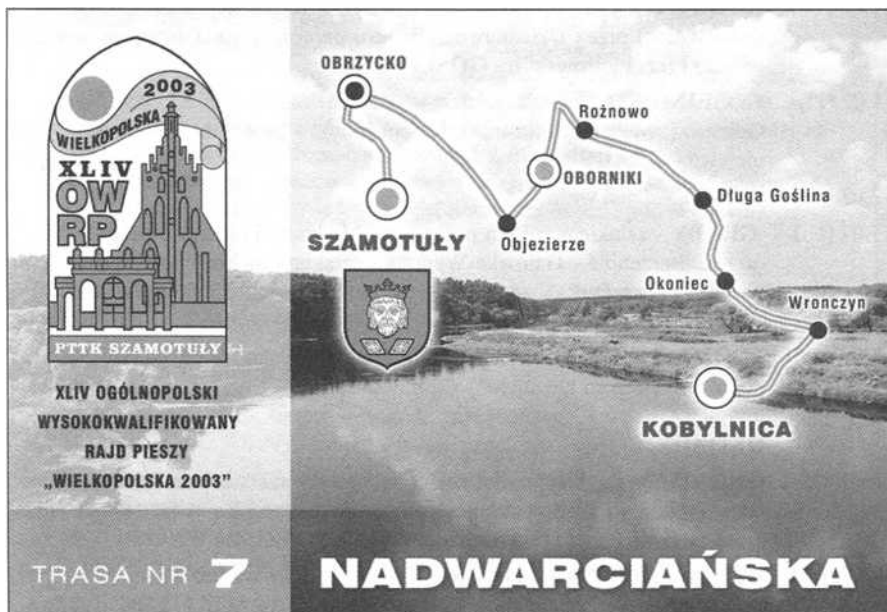 2003
WIELKOPOLSKA
XLIV
OW
RP
PTTK SZAMOTUŁY
XLIV OGÓLNOPOLSKI
WYSOKOKWALIFIKOWANY
RAJD PIESZY
„WIELKOPOLSKA 2003”
OBRZYCKO
Rożnowo
OBORNIKI
Długa Goślina
SZAMOTUŁY
Objezierze
Okoniec
Wronczyn
KOBYLNICA
TRASA NR 7
NADWARCIAŃSKA